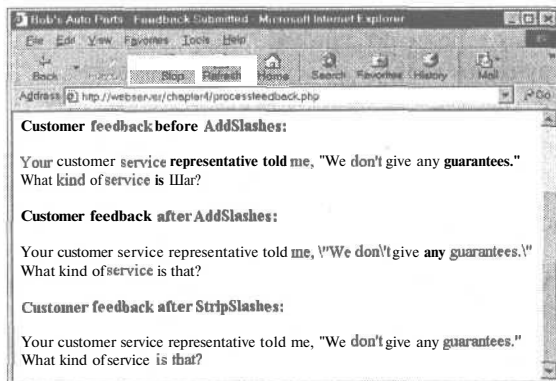 Bob's Auto Parts - Feedback Submitted - Microsoft Internet Explorer
File Edit View Favorites Tools Help
Back Stop Refresh Home Search Favorites History Mail
Address http://webserver/chapter4/processfeedback.php Go
Customer feedback before AddSlashes:
Your customer service representative told me, "We don't give any guarantees."
What kind of service is Шаг?
Customer feedback after AddSlashes:
Your customer service representative told me, \"We don\'t give any guarantees.\"
What kind of service is that?
Customer feedback after StripSlashes:
Your customer service representative told me, "We don't give any guarantees."
What kind of service is that?